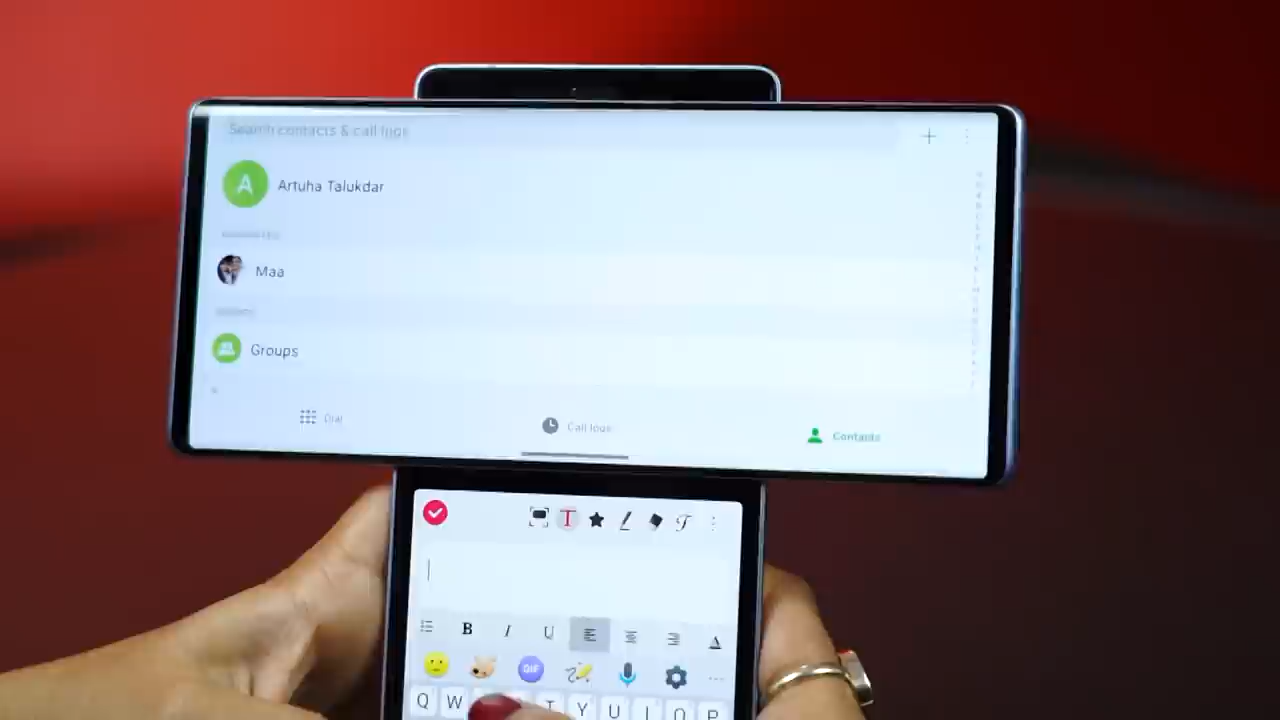 Search contacts & call logs
A
Artuha Talukdar
Maa
Groups
Dial
Call logs
Contacts
T
B I U A
GIF
Q W T Y U I O P